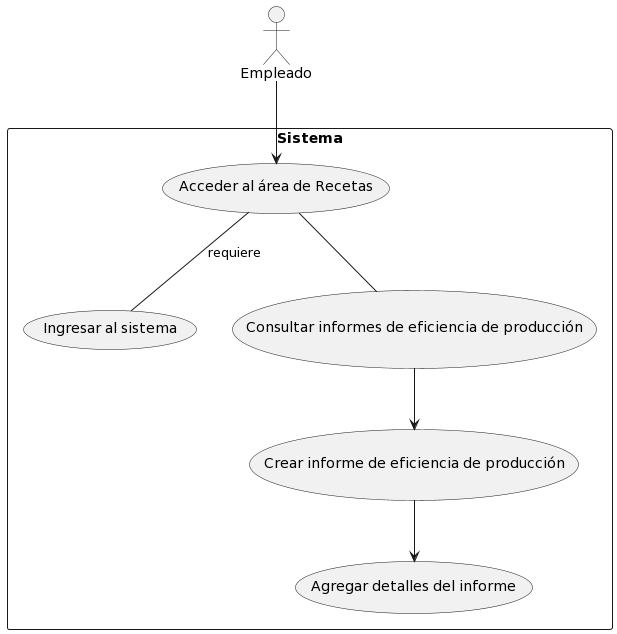 Empleado
Sistema
Acceder al área de Recetas
requiere
Ingresar al sistema
Consultar informes de eficiencia de producción
Crear informe de eficiencia de producción
Agregar detalles del informe